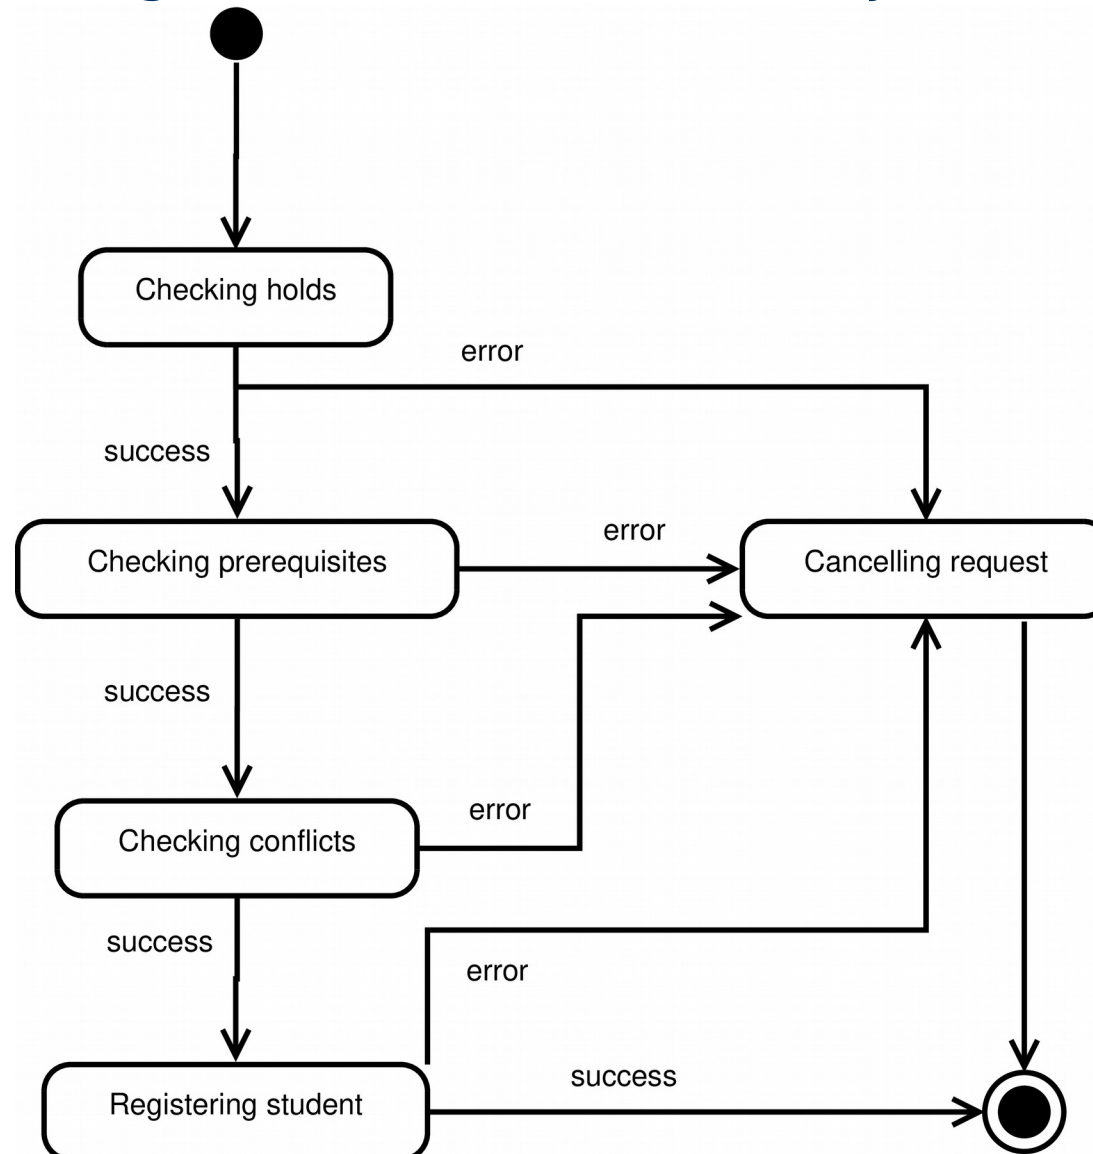 Checking holds
error
success
error
Checking prerequisites
Cancelling request
success
error
Checking conflicts
success
error
success
Registering student